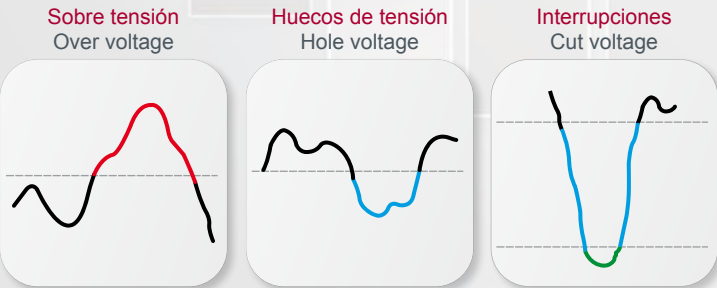 Sobre tensión
Over voltage
Huecos de tensión
Hole voltage
Interrupciones
Cut voltage